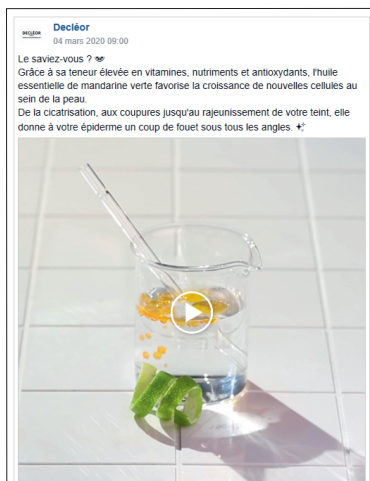 DECLÉOR
Decléor
04 mars 2020 09:00
Le saviez-vous ?
Grâce à sa teneur élevée en vitamines, nutriments et antioxydants, l'huile
essentielle de mandarine verte favorise la croissance de nouvelles cellules au
sein de la peau.
De la cicatrisation, aux coupures jusqu'au rajeunissement de votre teint, elle
donne à votre épiderme un coup de fouet sous tous les angles.